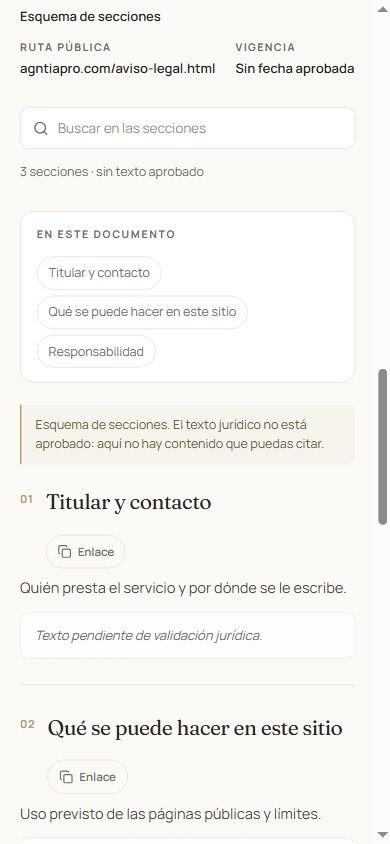 Esquema de secciones
RUTA PÚBLICA
agntiapro.com/aviso-legal.html
VIGENCIA
Sin fecha aprobada
Buscar en las secciones
3 secciones · sin texto aprobado
EN ESTE DOCUMENTO
Titular y contacto
Qué se puede hacer en este sitio
Responsabilidad
Esquema de secciones. El texto jurídico no está
aprobado: aquí no hay contenido que puedas citar.
01 Titular y contacto
Enlace
Quién presta el servicio y por dónde se le escribe.
Texto pendiente de validación jurídica.
02 Qué se puede hacer en este sitio
Enlace
Uso previsto de las páginas públicas y límites.